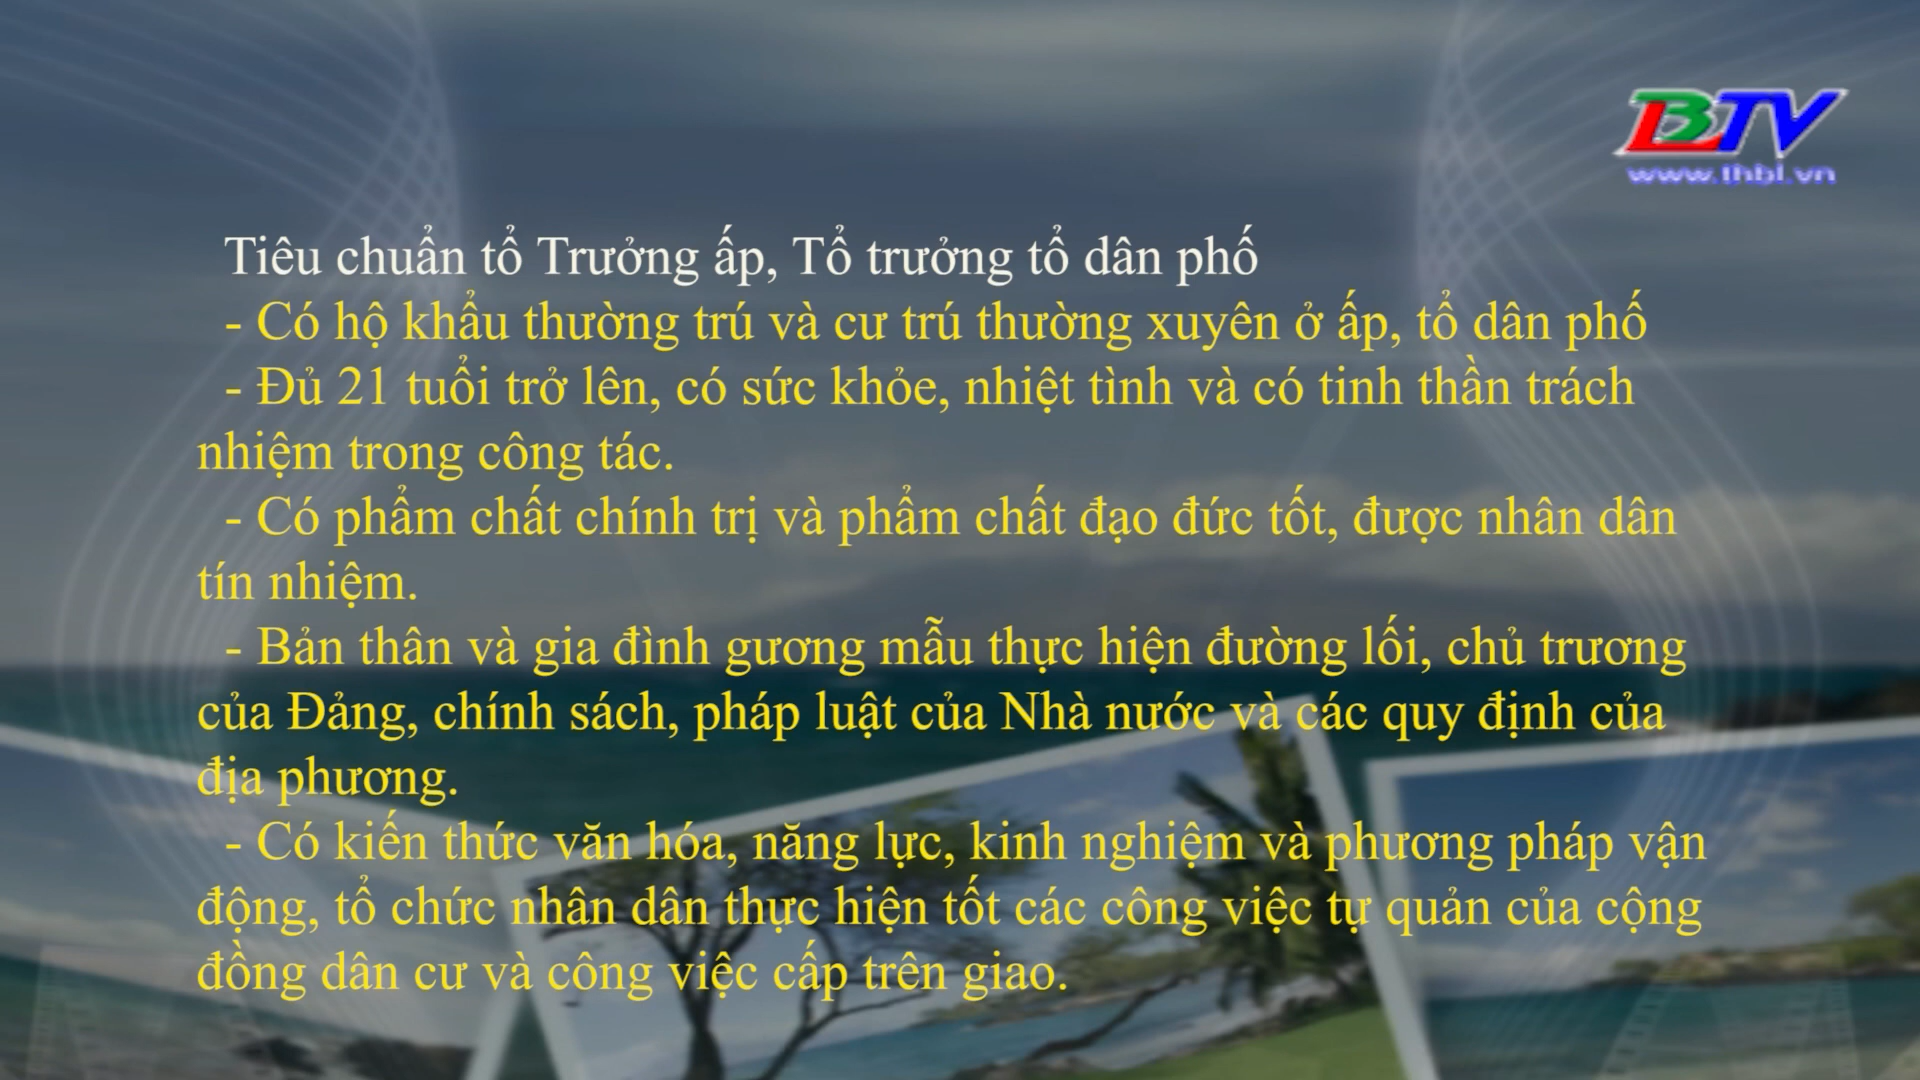 BTV
www.thbl.vn
Tiêu chuẩn tổ Trưởng ấp, Tổ trưởng tổ dân phố
- Có hộ khẩu thường trú và cư trú thường xuyên ở ấp, tổ dân phố
- Đủ 21 tuổi trở lên, có sức khỏe, nhiệt tình và có tinh thần trách
nhiệm trong công tác.
- Có phẩm chất chính trị và phẩm chất đạo đức tốt, được nhân dân
tín nhiệm.
- Bản thân và gia đình gương mẫu thực hiện đường lối, chủ trương
của Đảng, chính sách, pháp luật của Nhà nước và các quy định của
địa phương.
- Có kiến thức văn hóa, năng lực, kinh nghiệm và phương pháp vận
động, tổ chức nhân dân thực hiện tốt các công việc tự quản của cộng
đồng dân cư và công việc cấp trên giao.